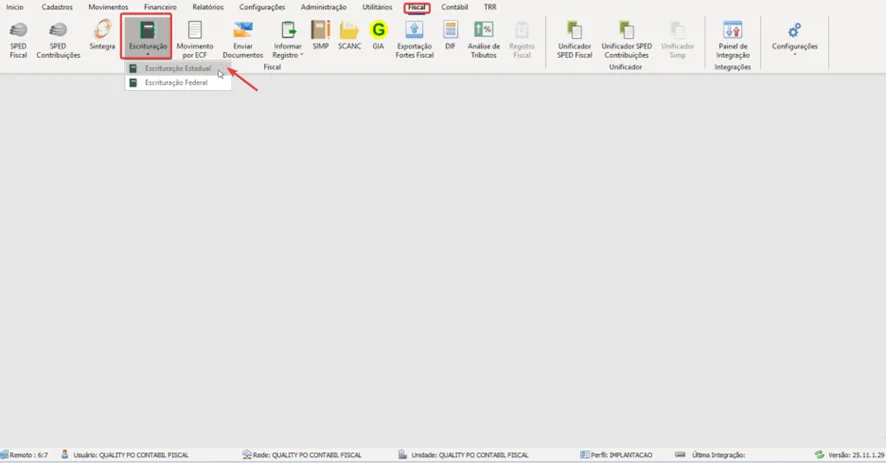 Início Cadastros Movimentos Financeiro Relatórios Configurações Administração Utilitários Fiscal Contábil TRR
SPED Fiscal
SPED Contribuições
Sintegra
Escrituração
Movimento por ECF
Enviar Documentos
Informar Registro
SIMP
SCANC
G
GIA
Exportação Fortes Fiscal
DIF
Análise de Tributos
Registro Fiscal
Unificador SPED Fiscal
Unificador SPED Contribuições
Unificador Simp
Painel de Integração
Configurações
Fiscal
Unificador
Integrações
Escrituração Estadual
Escrituração Federal
Remoto : 6:7 Usuário: QUALITY PO CONTABIL FISCAL Rede: QUALITY PO CONTABIL FISCAL Unidade: QUALITY PO CONTABIL FISCAL Perfil: IMPLANTACAO Última Integração: Versão: 25.11.1.29